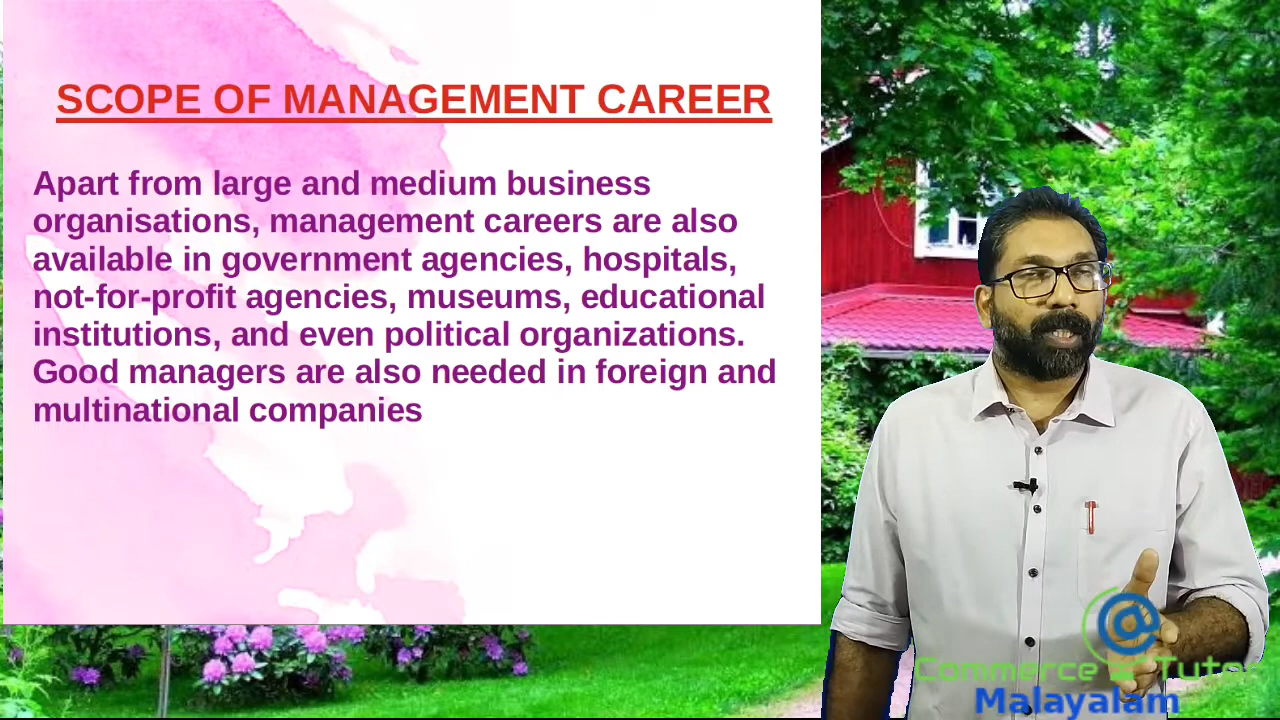 SCOPE OF MANAGEMENT CAREER
Apart from large and medium business
organisations, management careers are also
available in government agencies, hospitals,
not-for-profit agencies, museums, educational
institutions, and even political organizations.
Good managers are also needed in foreign and
multinational companies
@
Commerce Tutor
Malayalam